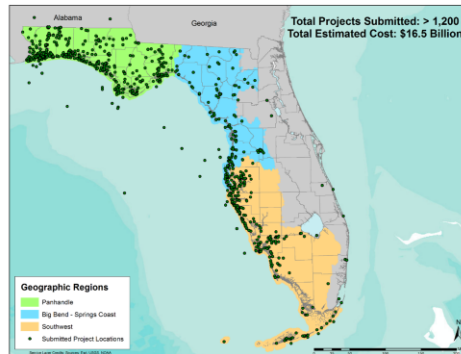 Alabama
Georgia
Total Projects Submitted: > 1,200
Total Estimated Cost: $16.5 Billion
Geographic Regions
Panhandle
Big Bend - Springs Coast
Southwest
Submitted Project Locations
N